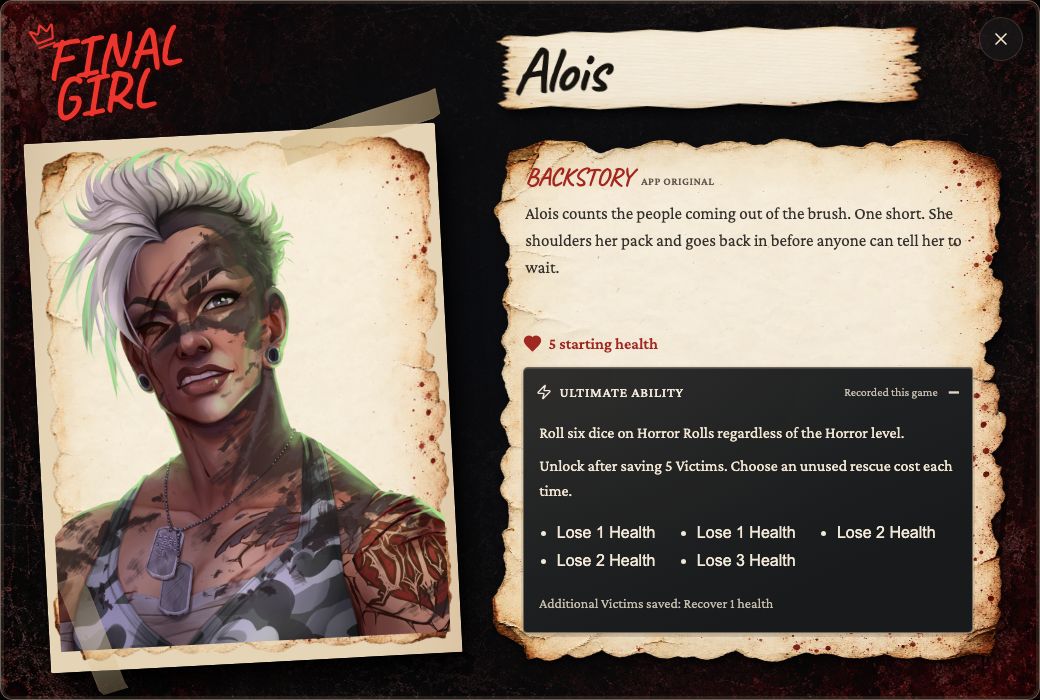 FINAL
GIRL
Alois
BACKSTORY APP ORIGINAL
Alois counts the people coming out of the brush. One short. She
shoulders her pack and goes back in before anyone can tell her to
wait.
5 starting health
ULTIMATE ABILITY Recorded this game
Roll six dice on Horror Rolls regardless of the Horror level.
Unlock after saving 5 Victims. Choose an unused rescue cost each
time.
• Lose 1 Health • Lose 1 Health • Lose 2 Health
• Lose 2 Health • Lose 3 Health
Additional Victims saved: Recover 1 health